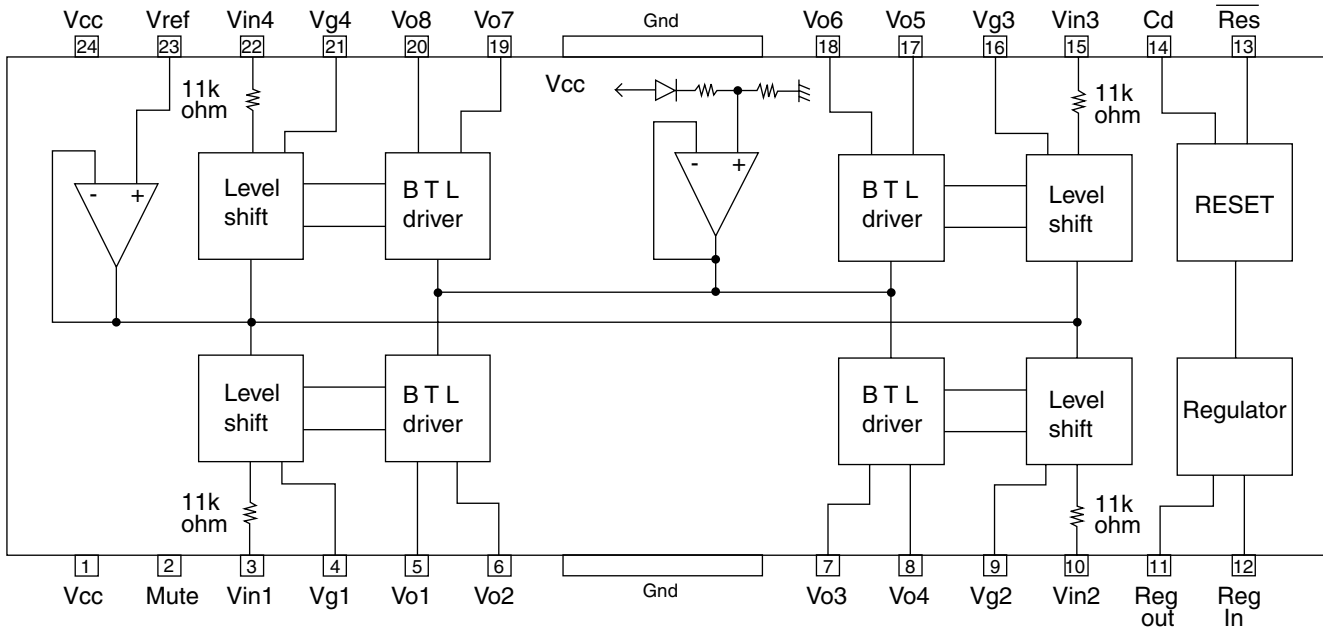 Vcc Vref Vin4 Vg4 Vo8 Vo7 Gnd Vo6 Vo5 Vg3 Vin3 Cd Res
24 23 22 21 20 19 18 17 16 15 14 13
11k
ohm
Vcc
11k
ohm
- +
Level
shift
B T L
driver
- +
B T L
driver
Level
shift
RESET
Level
shift
B T L
driver
B T L
driver
Level
shift
Regulator
11k
ohm
11k
ohm
1 2 3 4 5 6 7 8 9 10 11 12
Vcc Mute Vin1 Vg1 Vo1 Vo2 Gnd Vo3 Vo4 Vg2 Vin2 Reg
out
Reg
In